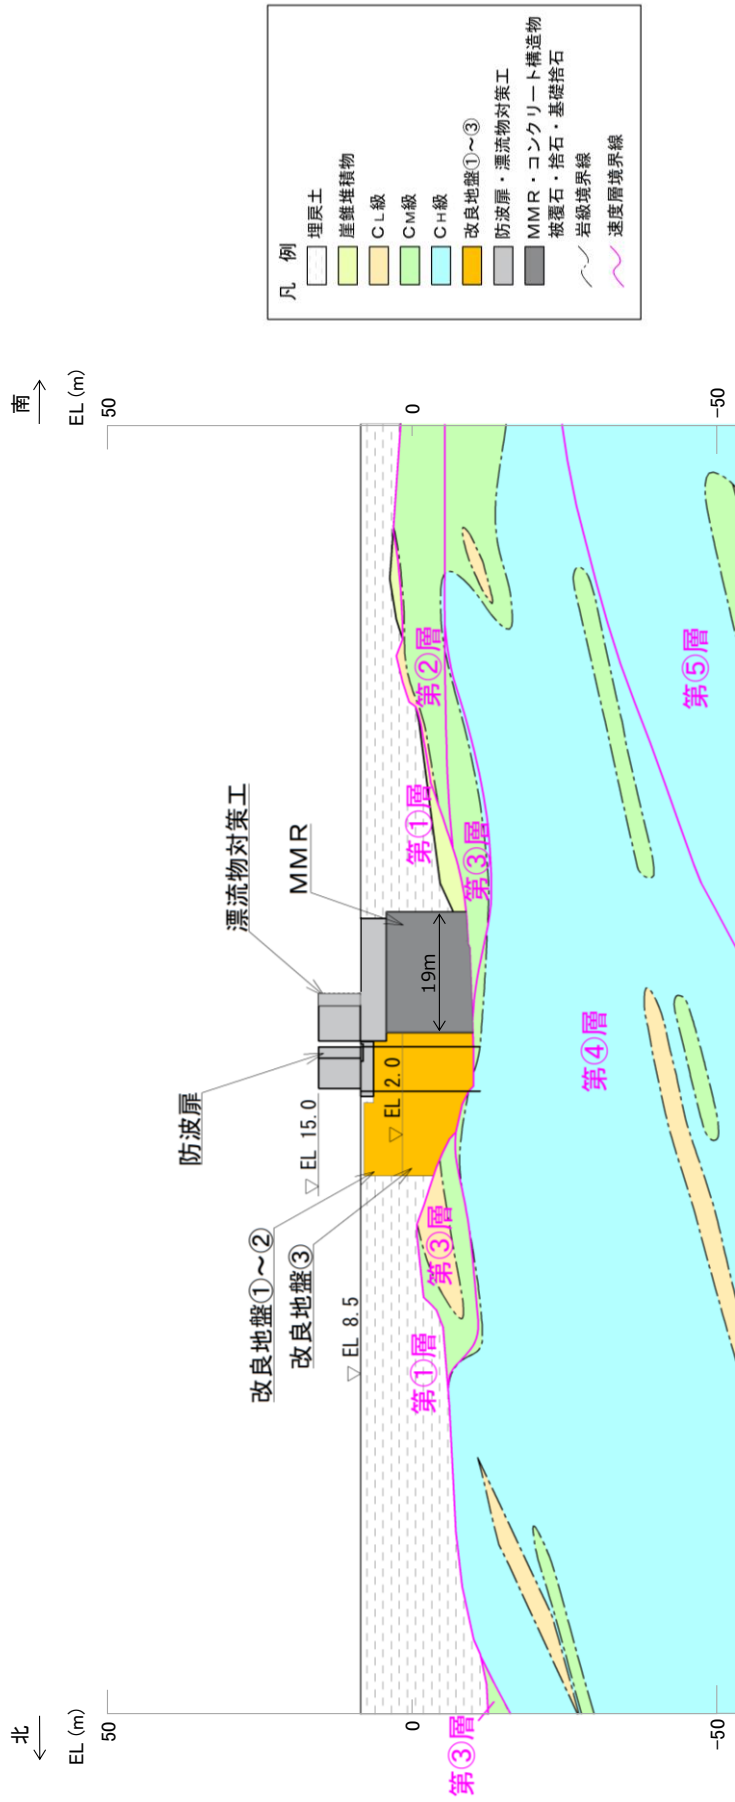 北
EL (m)
50
0
-50
南
EL (m)
50
0
-50
防波扉
漂流物対策工
MMR
改良地盤①~②
改良地盤③
▽ EL 15.0
▽ EL 8.5
▽ EL 2.0
19m
第①層
第①層
第②層
第③層
第③層
第③層
第④層
第⑤層
凡 例
埋戻土
崖錐堆積物
CL級
CM級
CH級
改良地盤①~③
防波扉・漂流物対策工
MMR・コンクリート構造物
被覆石・捨石・基礎捨石
岩級境界線
速度層境界線